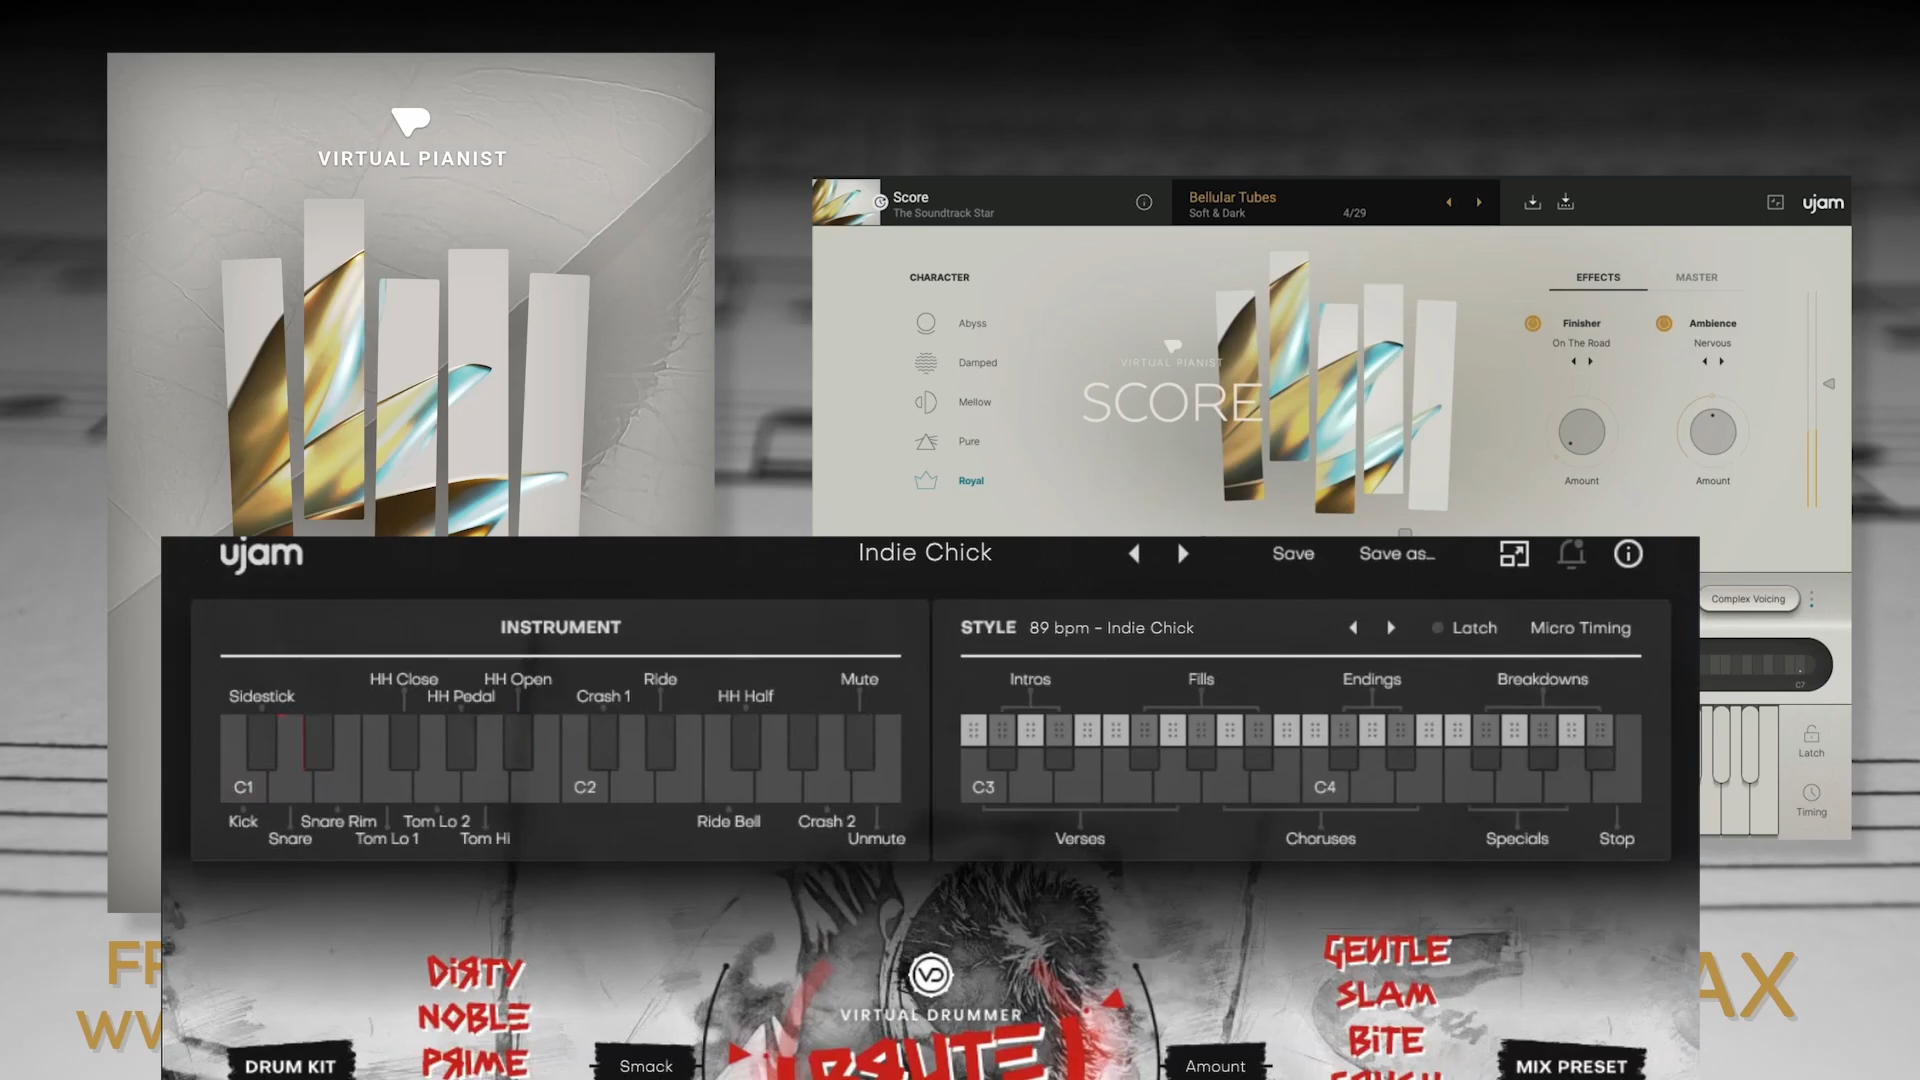 VIRTUAL PIANIST
Score
The Soundtrack Star
Bellular Tubes
Soft & Dark
4/29
ujam
CHARACTER
Abyss
Damped
Mellow
Pure
Royal
VIRTUAL PIANIST
SCORE
EFFECTS
MASTER
Finisher
On The Road
Amount
Ambience
Nervous
Amount
Complex Voicing
C7
Latch
Timing
ujam
Indie Chick
Save
Save as...
INSTRUMENT
HH Close
HH Open
Ride
Mute
Sidestick
HH Pedal
Crash 1
HH Half
C1
C2
Kick
Snare Rim
Tom Lo 2
Ride Bell
Crash 2
Snare
Tom Lo 1
Tom Hi
Unmute
STYLE 89 bpm - Indie Chick
Latch
Micro Timing
Intros
Fills
Endings
Breakdowns
C3
C4
Verses
Choruses
Specials
Stop
DIRTY
NOBLE
PRIME
DRUM KIT
Smack
VD
VIRTUAL DRUMMER
BRUTE
Amount
GENTLE
SLAM
BITE
MIX PRESET